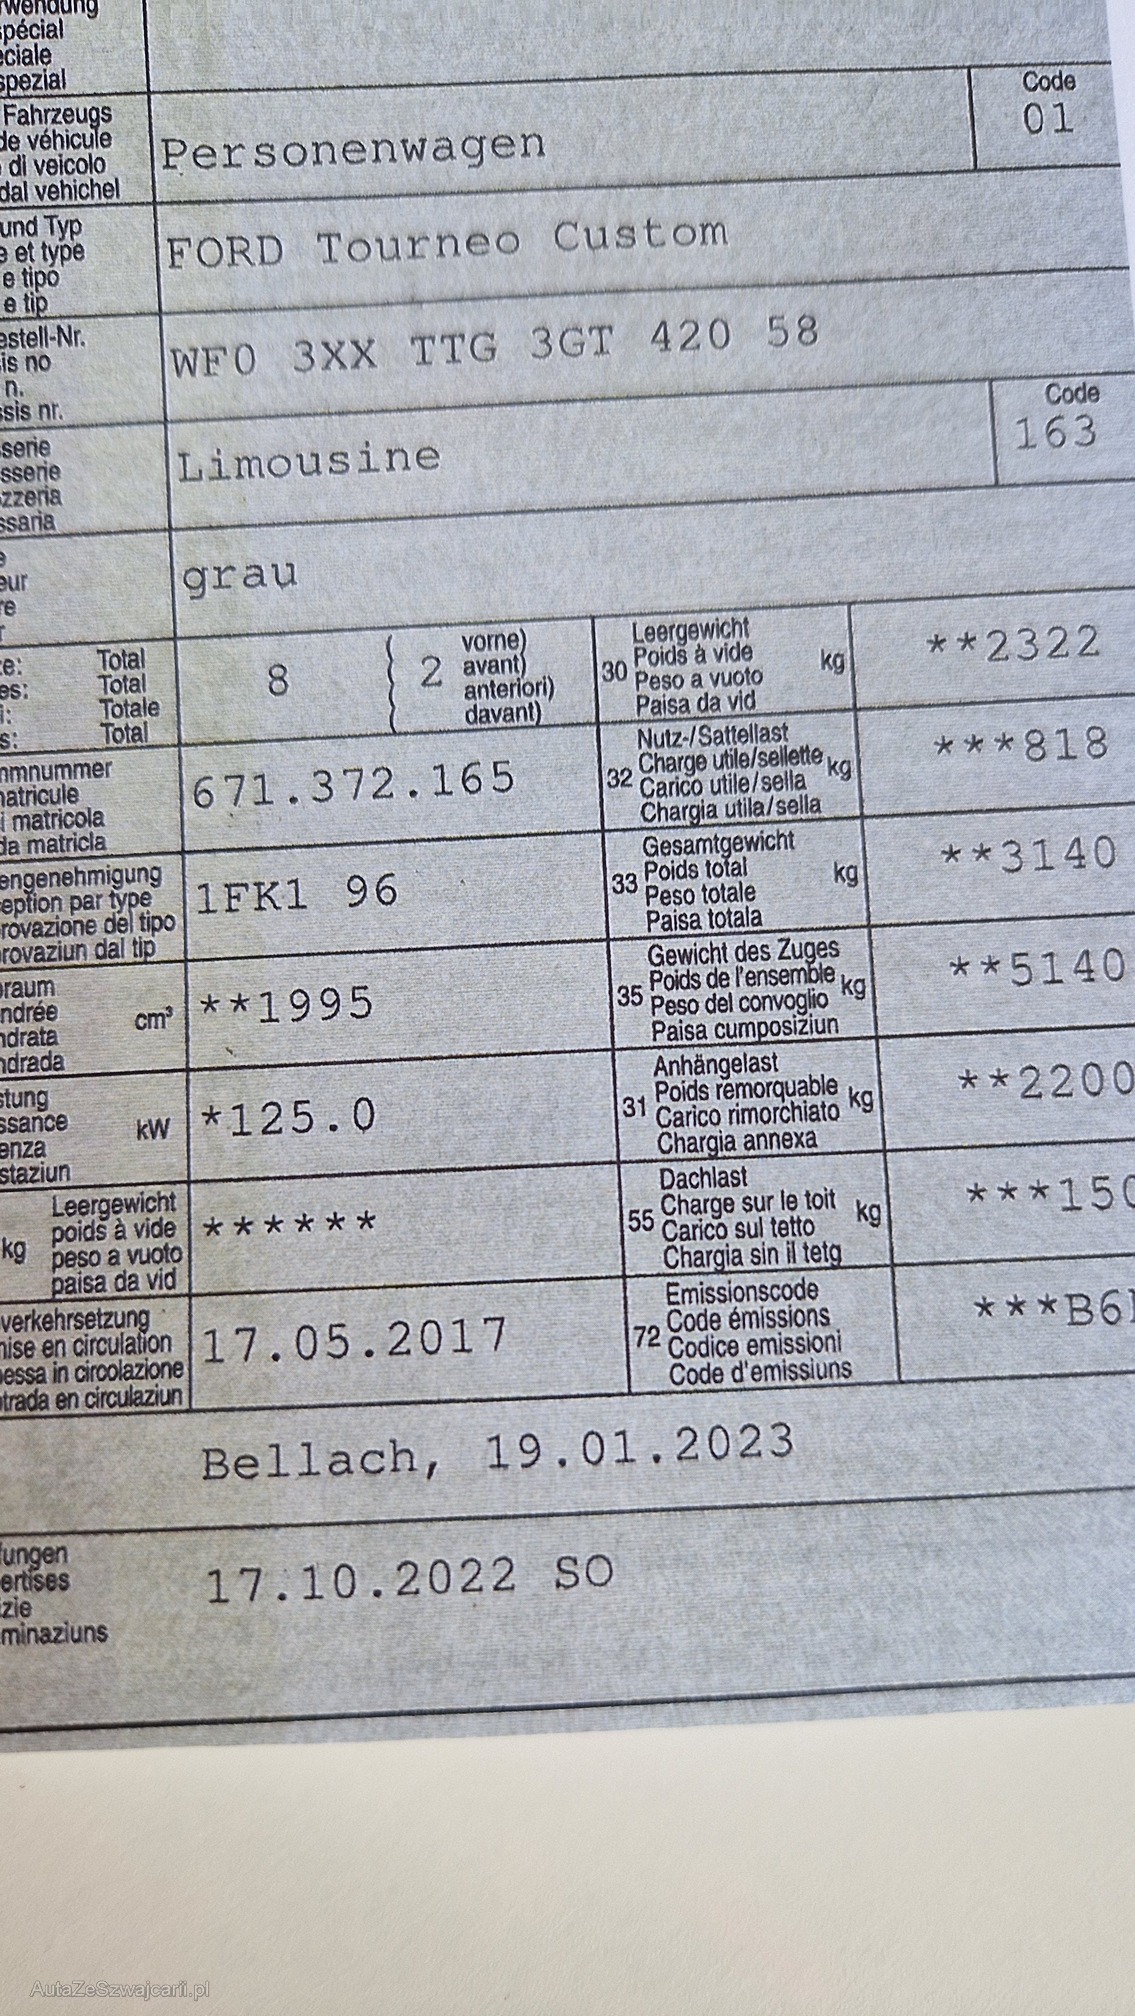 rwendung
spécial
eciale
spezial
Fahrzeugs
de véhicule
di veicolo
dal vehichel
Personenwagen
Code
01
und Typ
e et type
e tipo
e tip
FORD Tourneo Custom
estell-Nr.
sis no
n.
ssis nr.
WF0 3XX TTG 3GT 420 58
serie
sserie
ozzeria
ssaria
Limousine
Code
163
e
eur
re
r
grau
te: Total
es: Total
i: Totale
s: Total
8
2
vorne)
avant)
anteriori)
davant)
30
Leergewicht
Poids à vide
Peso a vuoto
Paisa da vid
kg
**2322
mmnummer
matricule
i matricola
da matricla
671.372.165
32
Nutz-/Sattellast
Charge utile/sellette
Carico utile/sella
Chargia utila/sella
kg
***818
engenehmigung
eption par type
rovazione del tipo
rovaziun dal tip
1FK1 96
33
Gesamtgewicht
Poids total
Peso totale
Paisa totala
kg
**3140
oraum
ndrée
ndrata
ndrada
cm³
**1995
35
Gewicht des Zuges
Poids de l'ensemble
Peso del convoglio
Paisa cumposiziun
kg
**5140
stung
ssance
enza
staziun
kW
*125.0
31
Anhängelast
Poids remorquable
Carico rimorchiato
Chargia annexa
kg
**2200
kg
Leergewicht
poids à vide
peso a vuoto
paisa da vid
******
55
Dachlast
Charge sur le toit
Carico sul tetto
Chargia sin il tetg
kg
***150
verkehrsetzung
mise en circulation
messa in circolazione
ntrada en circulaziun
17.05.2017
72
Emissionscode
Code émissions
Codice emissioni
Code d'emissiuns
***B6
Bellach, 19.01.2023
fungen
ertises
zie
minaziuns
17.10.2022 SO
AutaZeSzwajcarii.pl